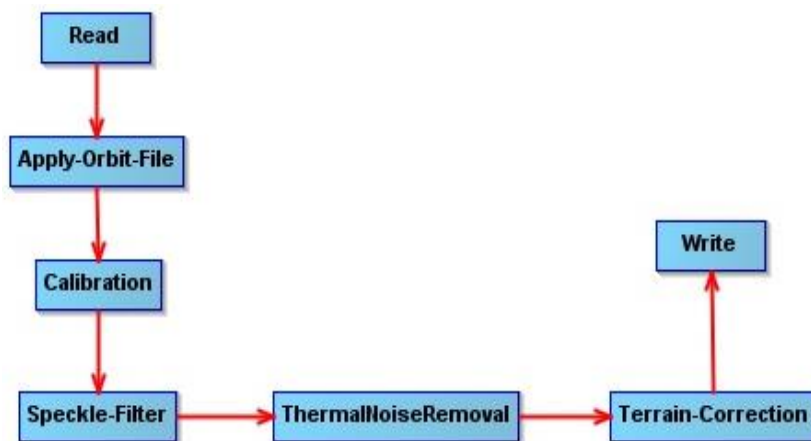 Read
Apply-Orbit-File
Calibration
Speckle-Filter
ThermalNoiseRemoval
Terrain-Correction
Write